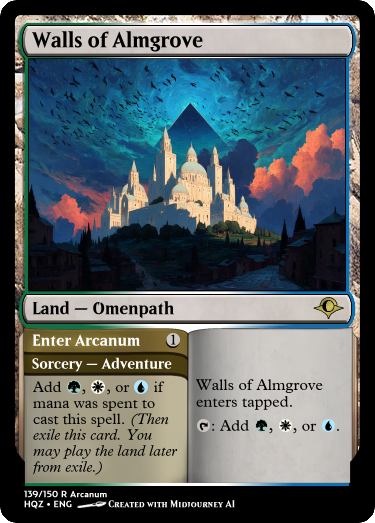 Walls of Almgrove
Land — Omenpath
Enter Arcanum 1
Sorcery — Adventure
Add , , or if
mana was spent to
cast this spell. (Then
exile this card. You
may play the land later
from exile.)
Walls of Almgrove
enters tapped.
: Add , , or .
139/150 R Arcanum
HQZ • ENG Created with Midjourney AI